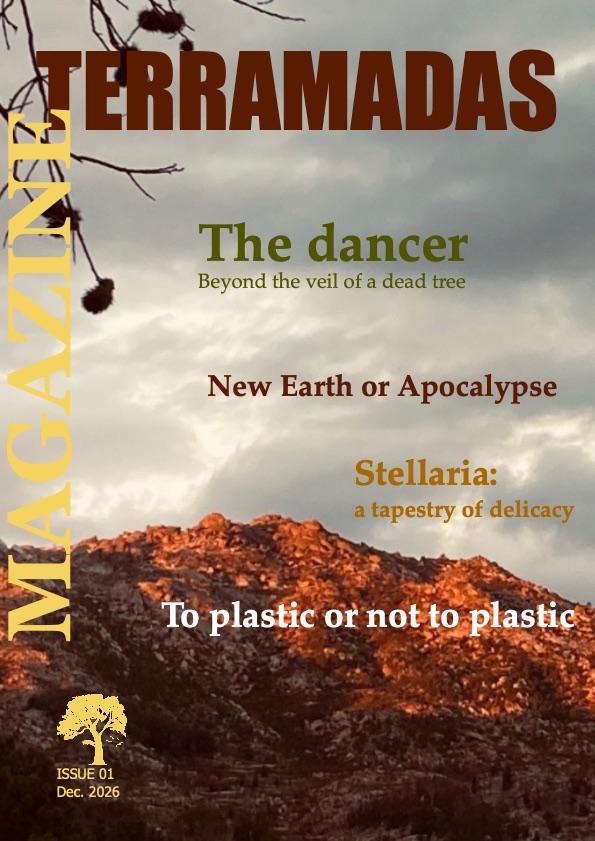 TERRAMADAS
MAGAZINE
The dancer
Beyond the veil of a dead tree
New Earth or Apocalypse
Stellaria:
a tapestry of delicacy
To plastic or not to plastic
ISSUE 01
Dec. 2026